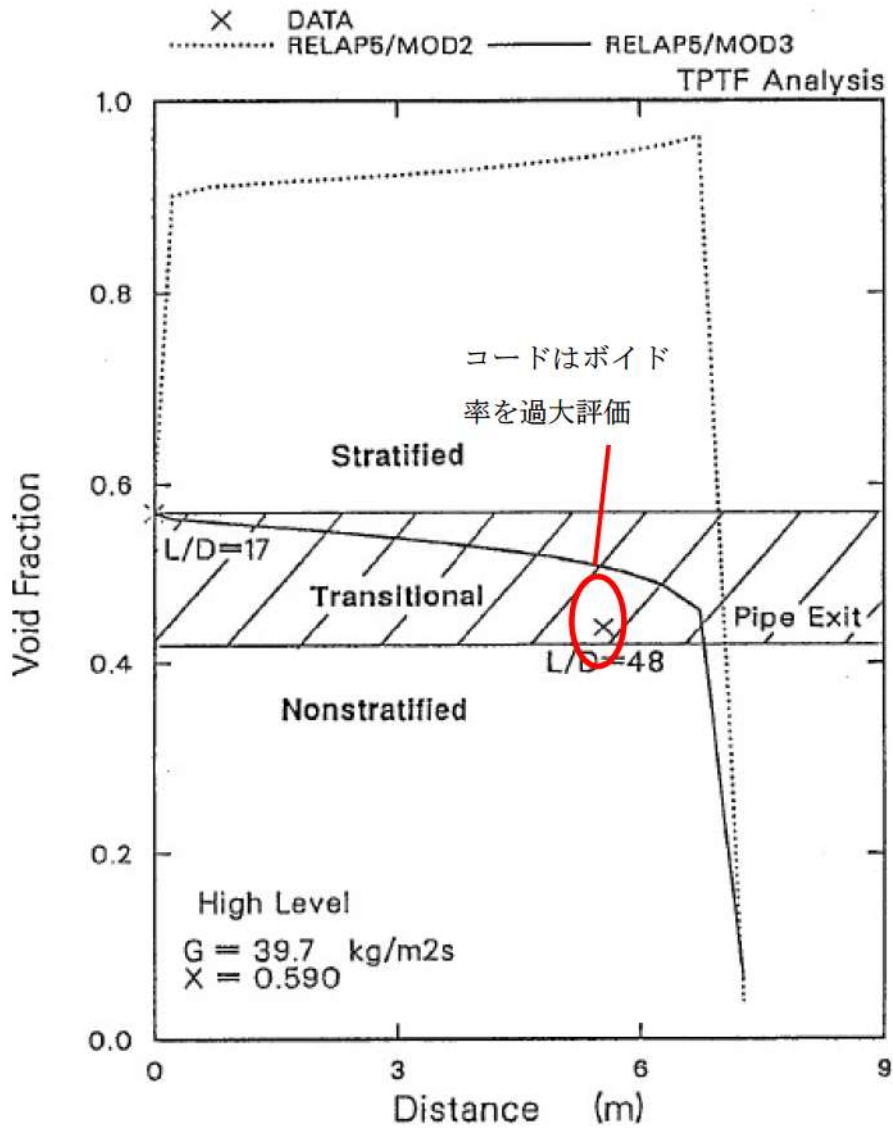 × DATA
RELAP5/MOD2
RELAP5/MOD3
TPTF Analysis
1.0
0.8
0.6
0.4
0.2
0.0
Void Fraction
コードはボイド
率を過大評価
Stratified
L/D=17
Transitional
Pipe Exit
L/D=48
Nonstratified
High Level
G = 39.7 kg/m2s
X = 0.590
0
3
6
9
Distance (m)